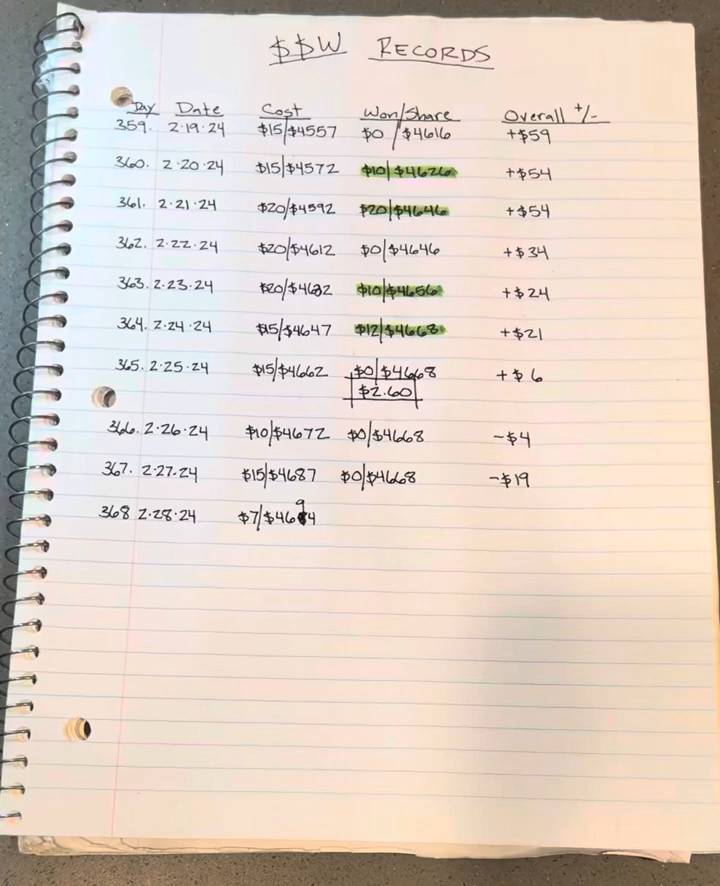 $$W RECORDS
Day Date Cost Won/Share Overall +/-
359. 2·19·24 $15/$4557 $0/$4616 +$59
360. 2·20·24 $15/$4572 $10/$4626 +$54
361. 2·21·24 $20/$4592 $20/$4646 +$54
362. 2·22·24 $20/$4612 $0/$4646 +$34
363. 2·23·24 $20/$4632 $10/$4656 +$24
364. 2·24·24 $15/$4647 $12/$4668 +$21
365. 2·25·24 $15/$4662 $0/$4668 +$6
$2.60
366. 2·26·24 $10/$4672 $0/$4668 -$4
367. 2·27·24 $15/$4687 $0/$4668 -$19
368 2·28·24 $7/$4694